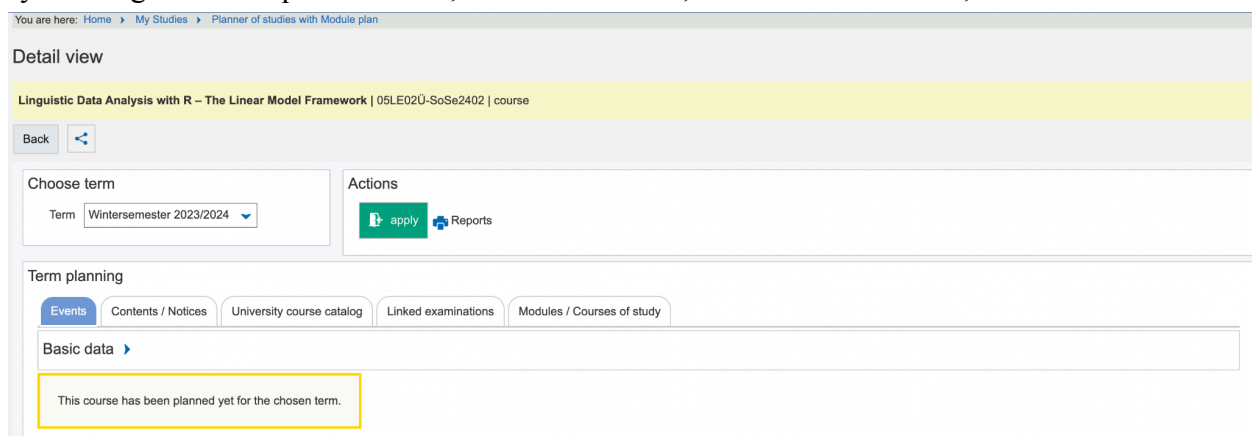 You are here: Home › My Studies › Planner of studies with Module plan
Detail view
Linguistic Data Analysis with R – The Linear Model Framework | 05LE02Ü-SoSe2402 | course
Back
Choose term
Term Wintersemester 2023/2024
Actions
apply Reports
Term planning
Events Contents / Notices University course catalog Linked examinations Modules / Courses of study
Basic data ›
This course has been planned yet for the chosen term.